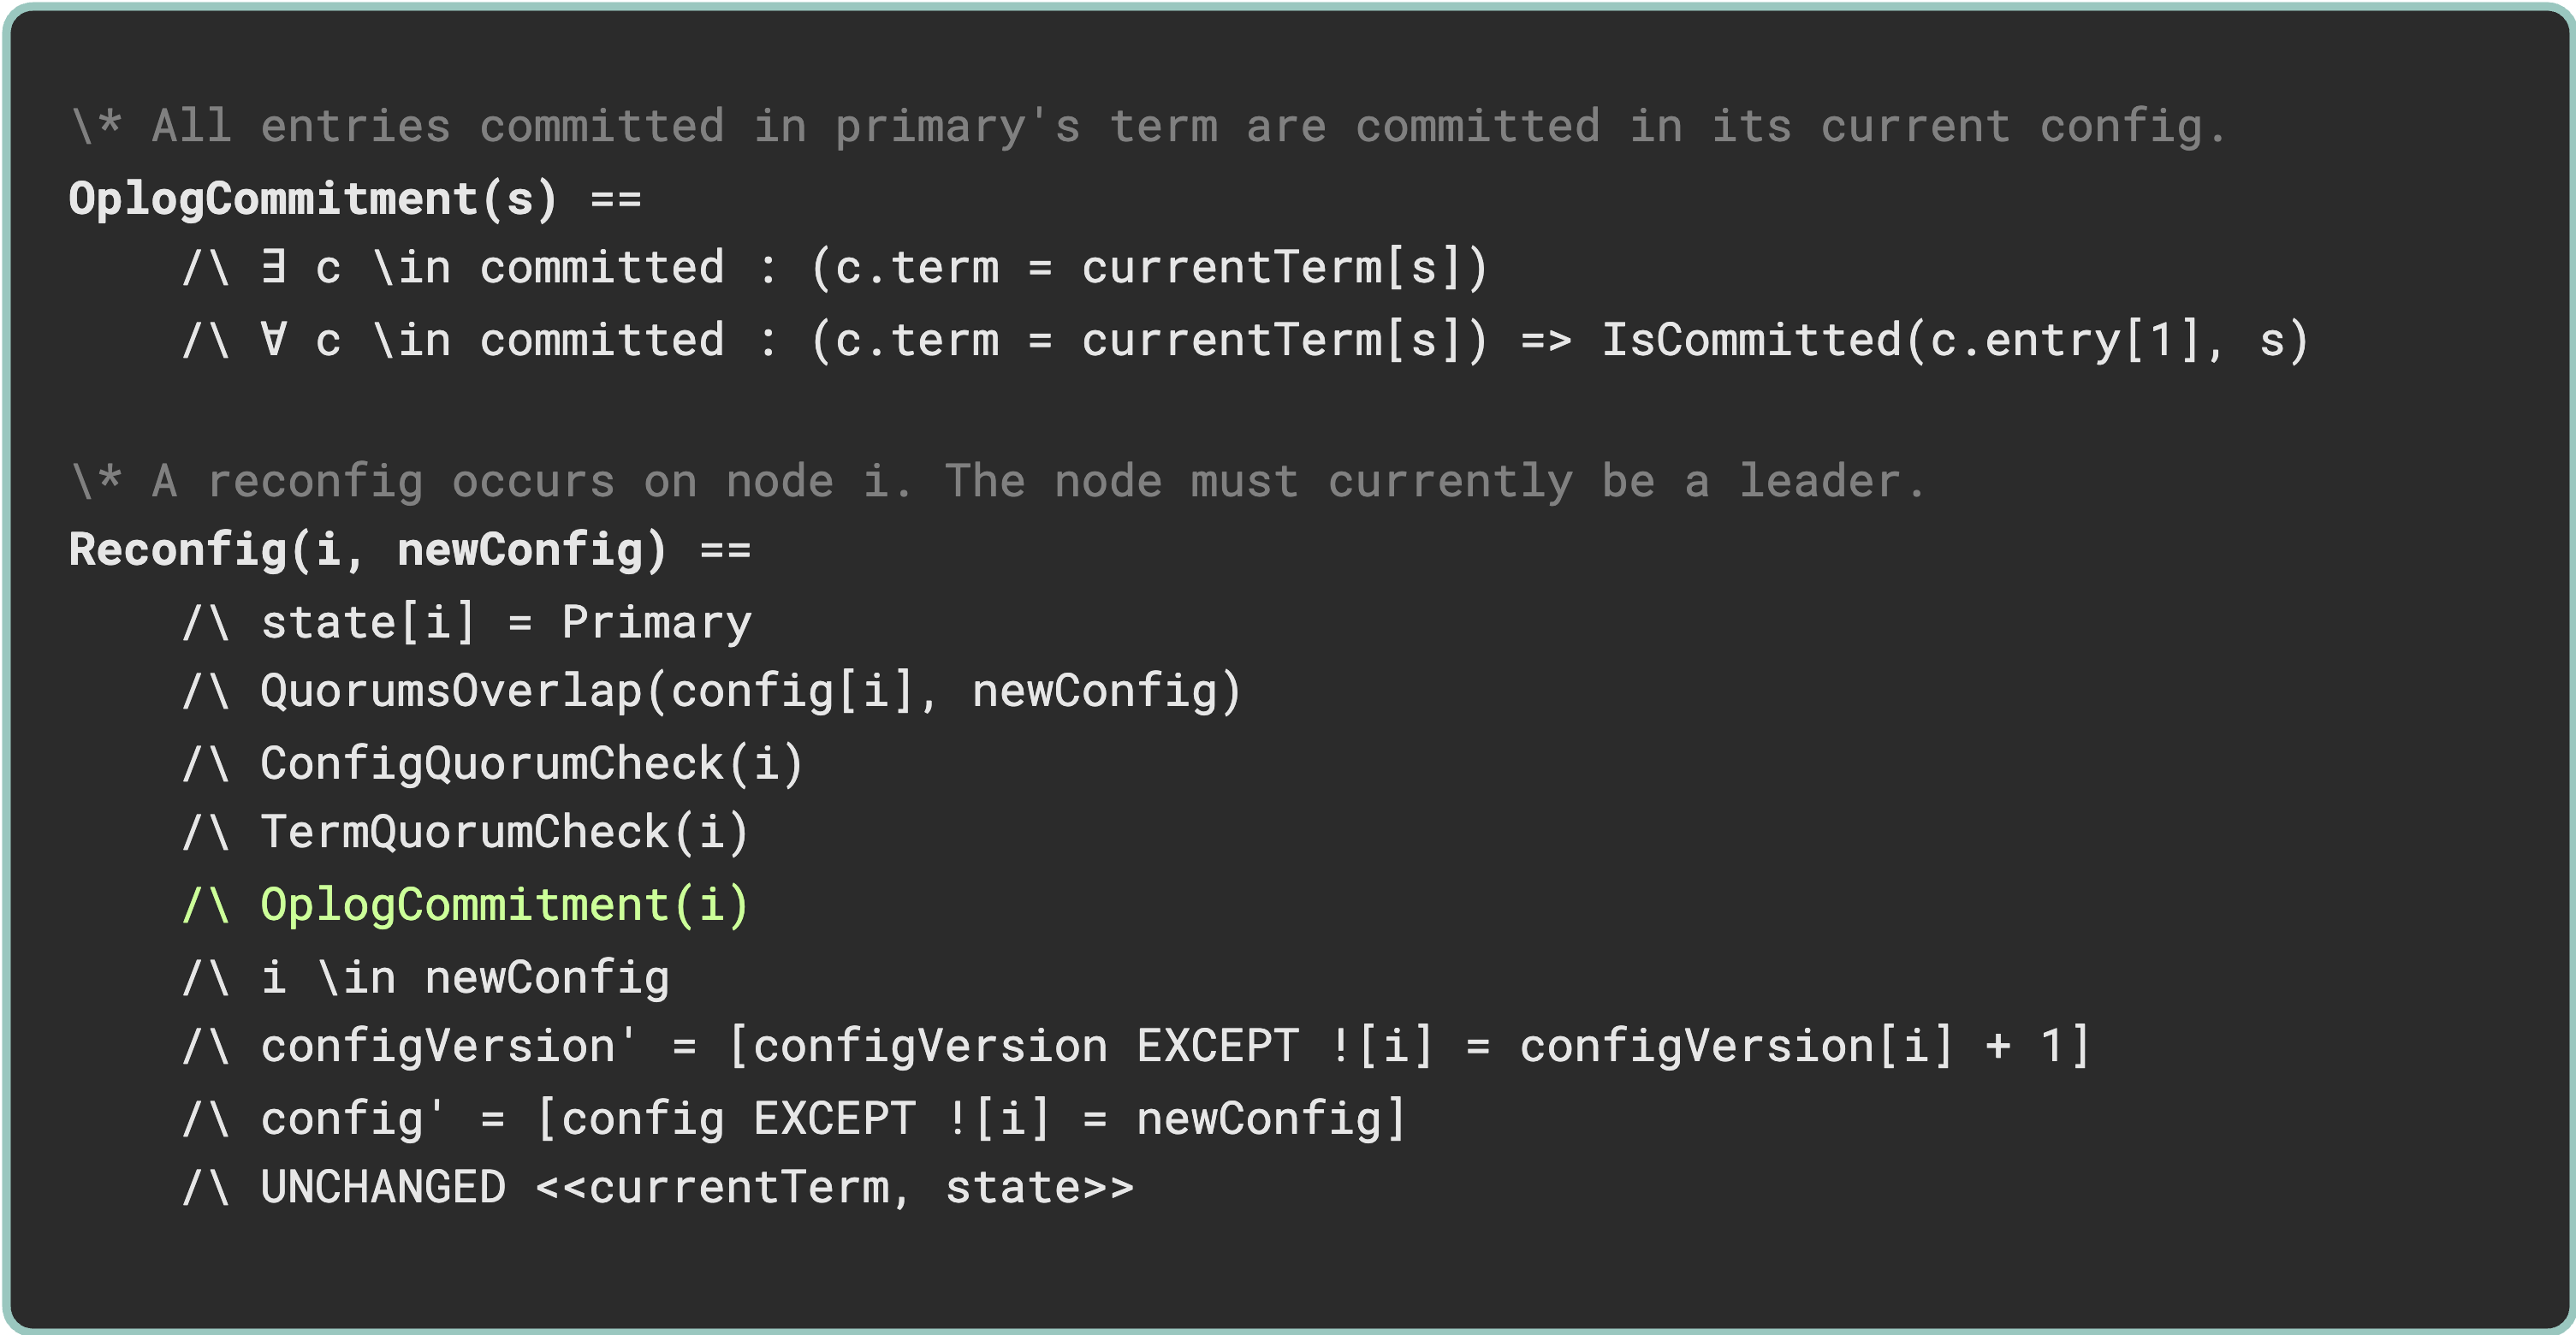 \* All entries committed in primary's term are committed in its current config.
OplogCommitment(s) ==
/\ ∃ c \in committed : (c.term = currentTerm[s])
/\ ∀ c \in committed : (c.term = currentTerm[s]) => IsCommitted(c.entry[1], s)
\* A reconfig occurs on node i. The node must currently be a leader.
Reconfig(i, newConfig) ==
/\ state[i] = Primary
/\ QuorumsOverlap(config[i], newConfig)
/\ ConfigQuorumCheck(i)
/\ TermQuorumCheck(i)
/\ OplogCommitment(i)
/\ i \in newConfig
/\ configVersion' = [configVersion EXCEPT ![i] = configVersion[i] + 1]
/\ config' = [config EXCEPT ![i] = newConfig]
/\ UNCHANGED <<currentTerm, state>>